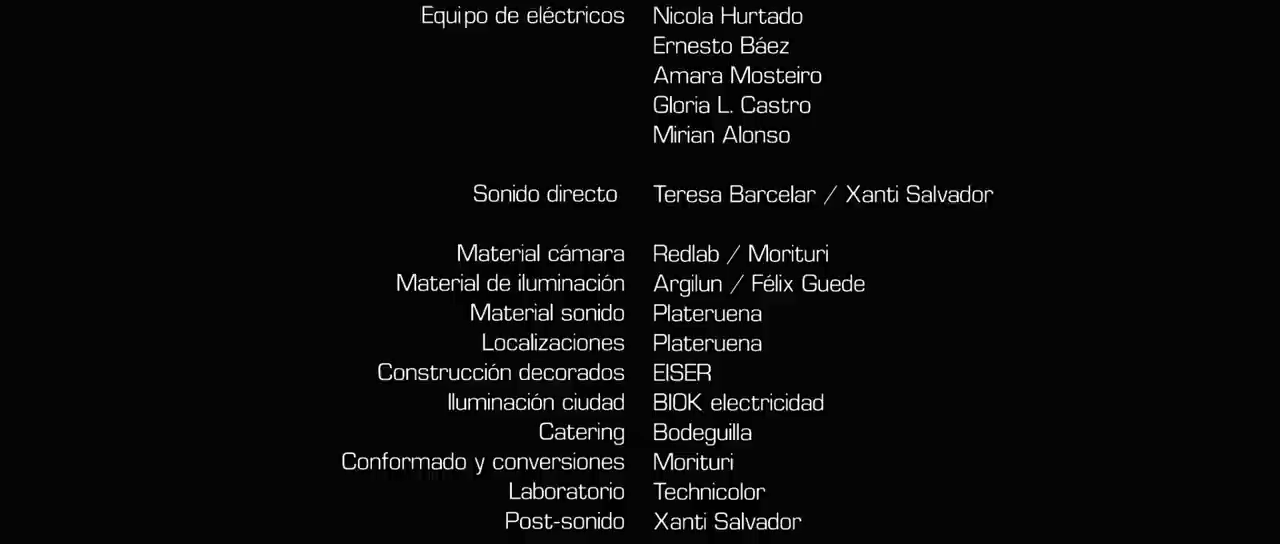 Equipo de eléctricos Nicola Hurtado
Ernesto Báez
Amara Mosteiro
Gloria L. Castro
Mirian Alonso
Sonido directo Teresa Barcelar / Xanti Salvador
Material cámara Redlab / Morituri
Material de iluminación Argilun / Félix Guede
Material sonido Plateruena
Localizaciones Plateruena
Construcción decorados EISER
Iluminación ciudad BIOK electricidad
Catering Bodeguilla
Conformado y conversiones Morituri
Laboratorio Technicolor
Post-sonido Xanti Salvador